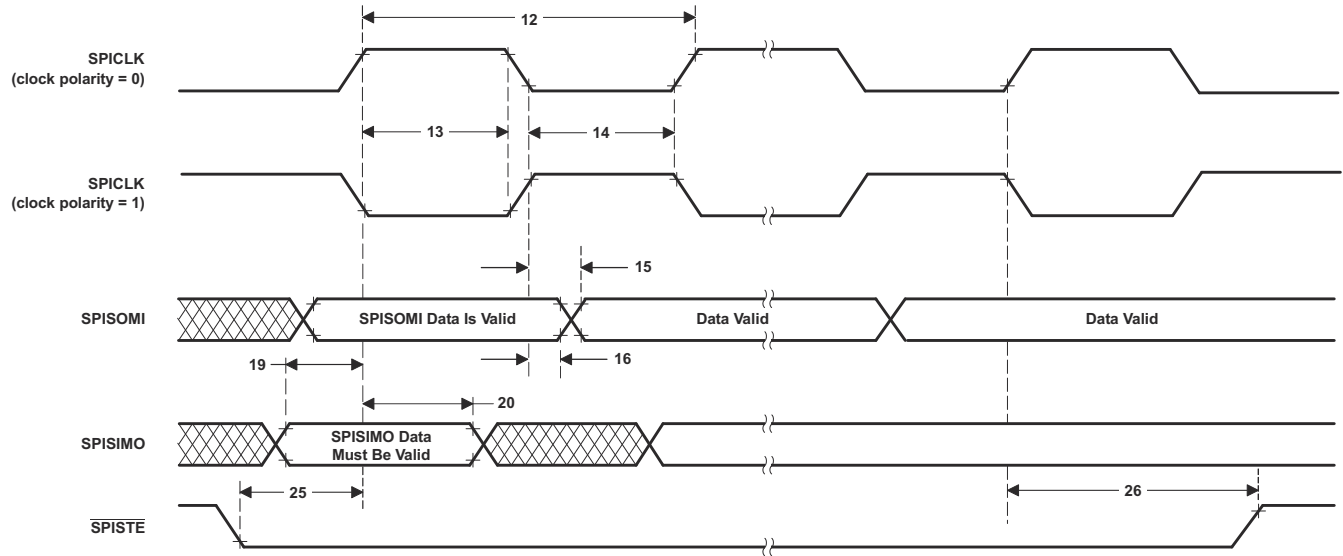 12
SPICLK
(clock polarity = 0)
13
14
SPICLK
(clock polarity = 1)
15
SPISOMI
SPISOMI Data Is Valid
Data Valid
Data Valid
19
16
20
SPISIMO
SPISIMO Data
Must Be Valid
25
26
SPISTE